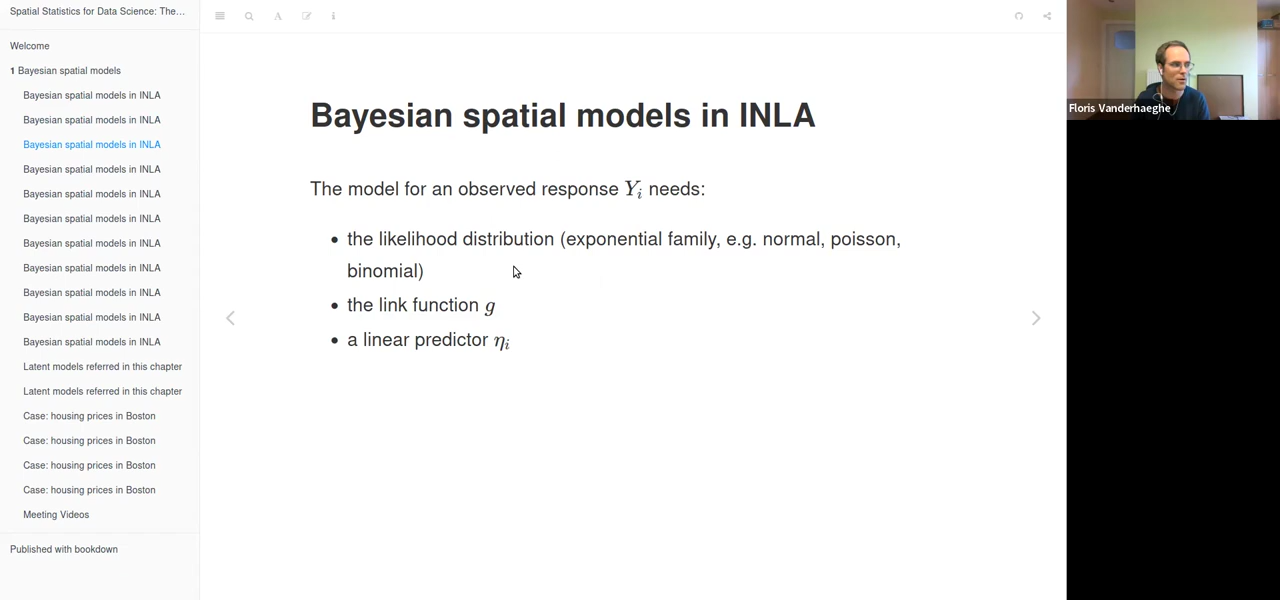 Spatial Statistics for Data Science: The...
Welcome
1 Bayesian spatial models
Bayesian spatial models in INLA
Bayesian spatial models in INLA
Bayesian spatial models in INLA
Bayesian spatial models in INLA
Bayesian spatial models in INLA
Bayesian spatial models in INLA
Bayesian spatial models in INLA
Bayesian spatial models in INLA
Bayesian spatial models in INLA
Bayesian spatial models in INLA
Bayesian spatial models in INLA
Latent models referred in this chapter
Latent models referred in this chapter
Case: housing prices in Boston
Case: housing prices in Boston
Case: housing prices in Boston
Case: housing prices in Boston
Meeting Videos
Published with bookdown
A
i
Bayesian spatial models in INLA
The model for an observed response Y_i needs:
• the likelihood distribution (exponential family, e.g. normal, poisson,
binomial)
• the link function g
• a linear predictor η_i
Floris Vanderhaeghe